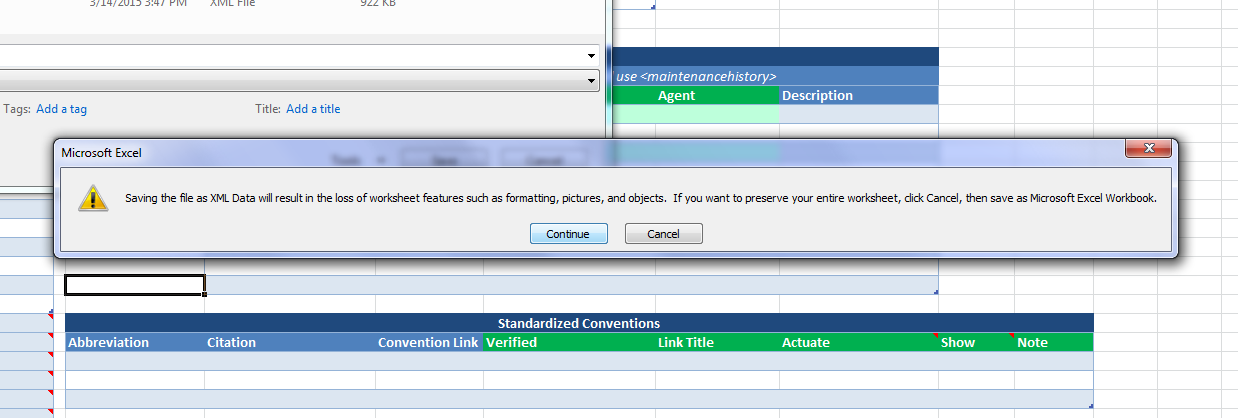 3/14/2015 3:47 PM XML File 922 KB
use <maintenancehistory>
Agent Description
Tags: Add a tag Title: Add a title
Microsoft Excel
Tools Save Cancel
Saving the file as XML Data will result in the loss of worksheet features such as formatting, pictures, and objects. If you want to preserve your entire worksheet, click Cancel, then save as Microsoft Excel Workbook.
Continue Cancel
Standardized Conventions
Abbreviation Citation Convention Link Verified Link Title Actuate Show Note